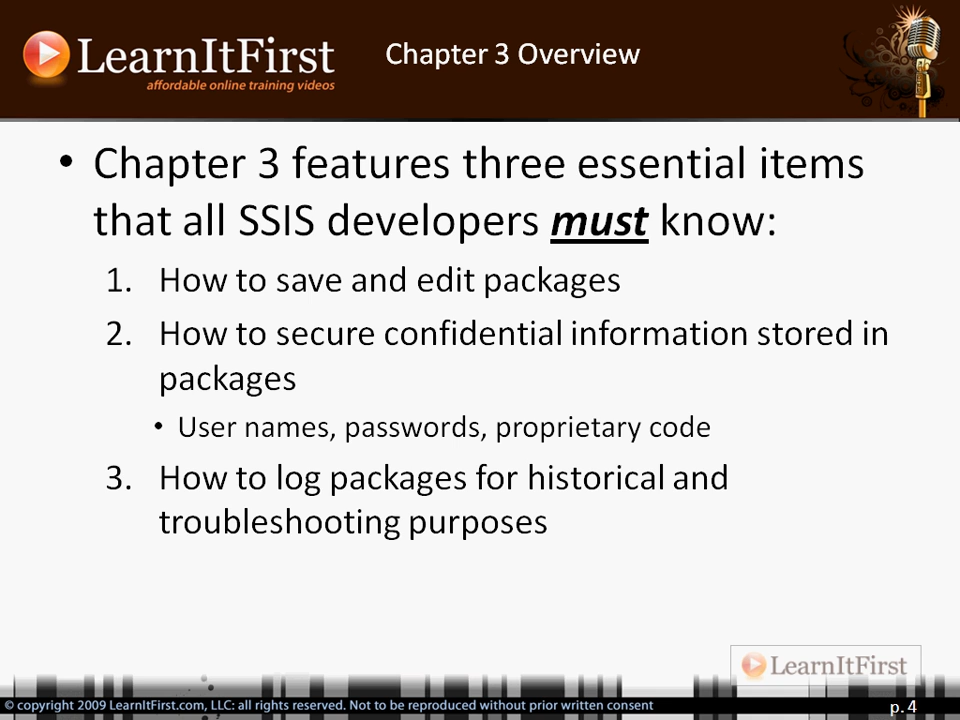 LearnItFirst
affordable online training videos
Chapter 3 Overview
• Chapter 3 features three essential items
that all SSIS developers must know:
1. How to save and edit packages
2. How to secure confidential information stored in
packages
• User names, passwords, proprietary code
3. How to log packages for historical and
troubleshooting purposes
LearnItFirst
© copyright 2009 LearnItFirst.com, LLC: all rights reserved. Not to be reproduced without prior written consent
p. 4